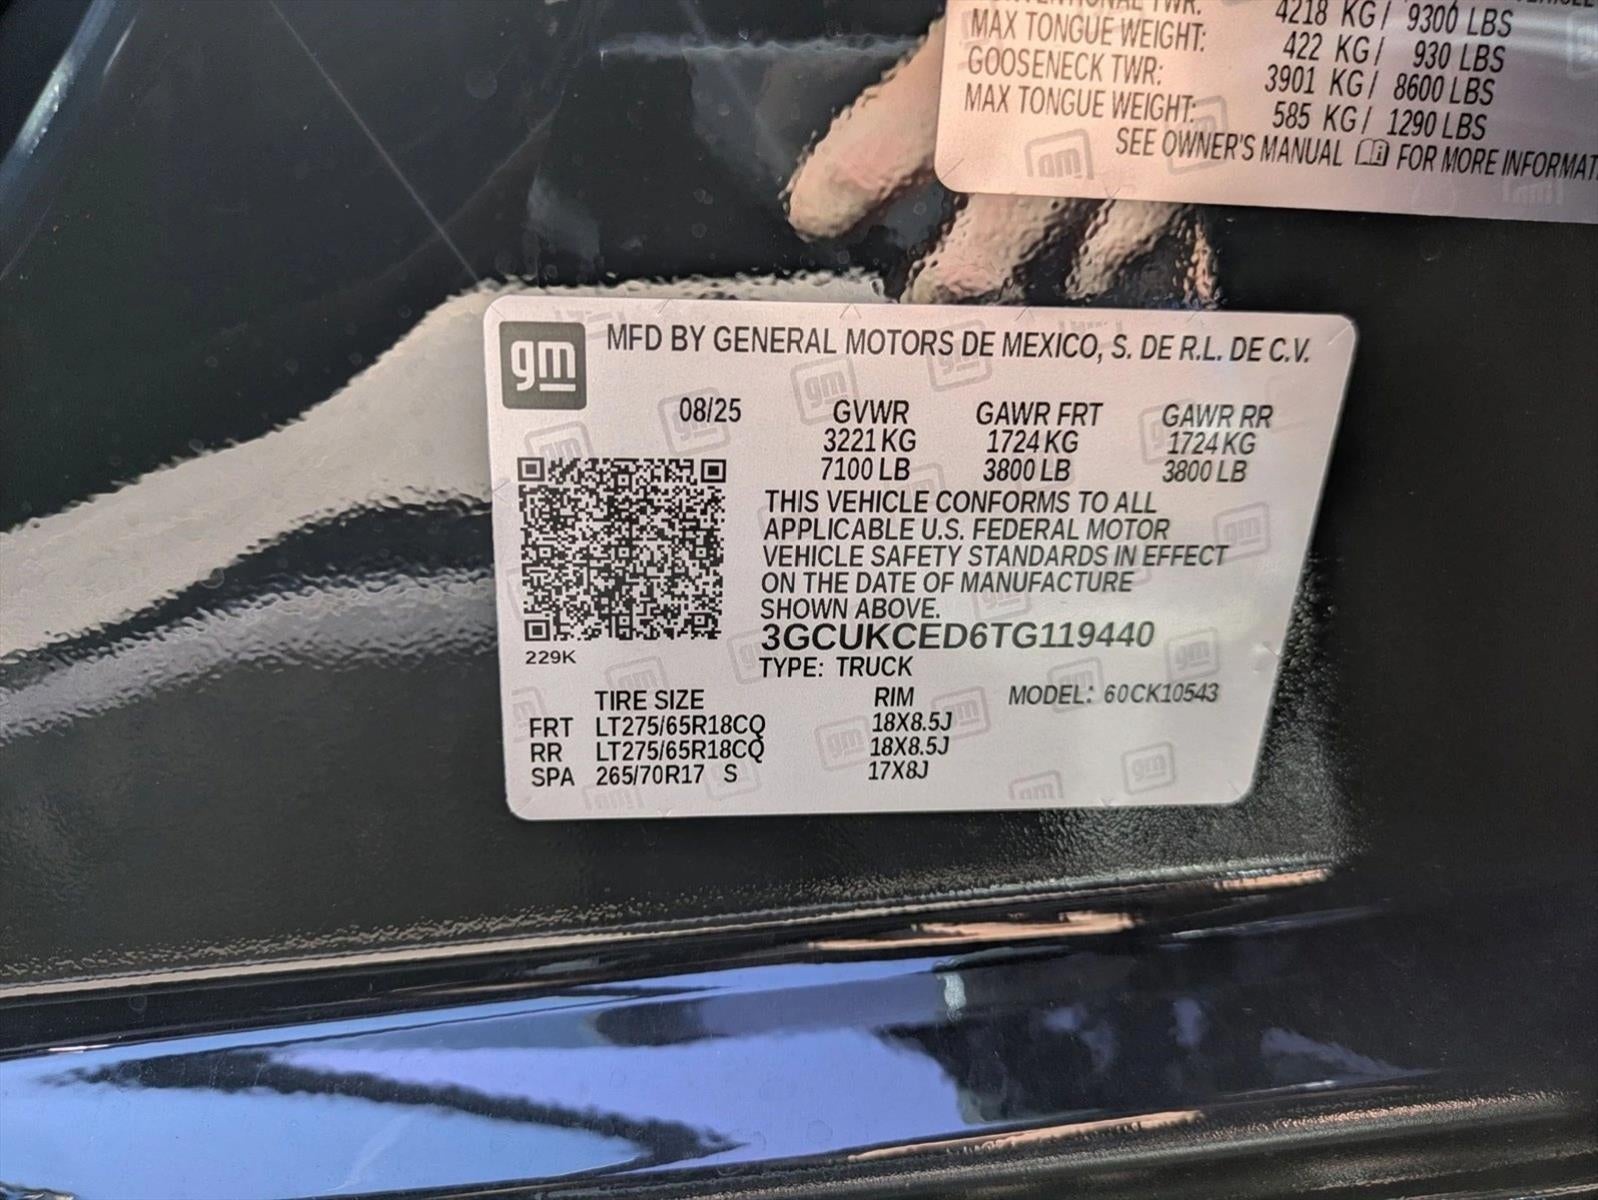 CONVENTIONAL TWR: 4218 KG/ 9300 LBS
MAX TONGUE WEIGHT: 422 KG/ 930 LBS
GOOSENECK TWR: 3901 KG/ 8600 LBS
MAX TONGUE WEIGHT: 585 KG/ 1290 LBS
SEE OWNER'S MANUAL FOR MORE INFORMAT
gm
MFD BY GENERAL MOTORS DE MEXICO, S. DE R.L. DE C.V.
08/25 GVWR GAWR FRT GAWR RR
3221 KG 1724 KG 1724 KG
7100 LB 3800 LB 3800 LB
THIS VEHICLE CONFORMS TO ALL
APPLICABLE U.S. FEDERAL MOTOR
VEHICLE SAFETY STANDARDS IN EFFECT
ON THE DATE OF MANUFACTURE
SHOWN ABOVE.
3GCUKCED6TG119440
229K
TYPE: TRUCK
TIRE SIZE RIM MODEL: 60CK10543
FRT LT275/65R18CQ 18X8.5J
RR LT275/65R18CQ 18X8.5J
SPA 265/70R17 S 17X8J